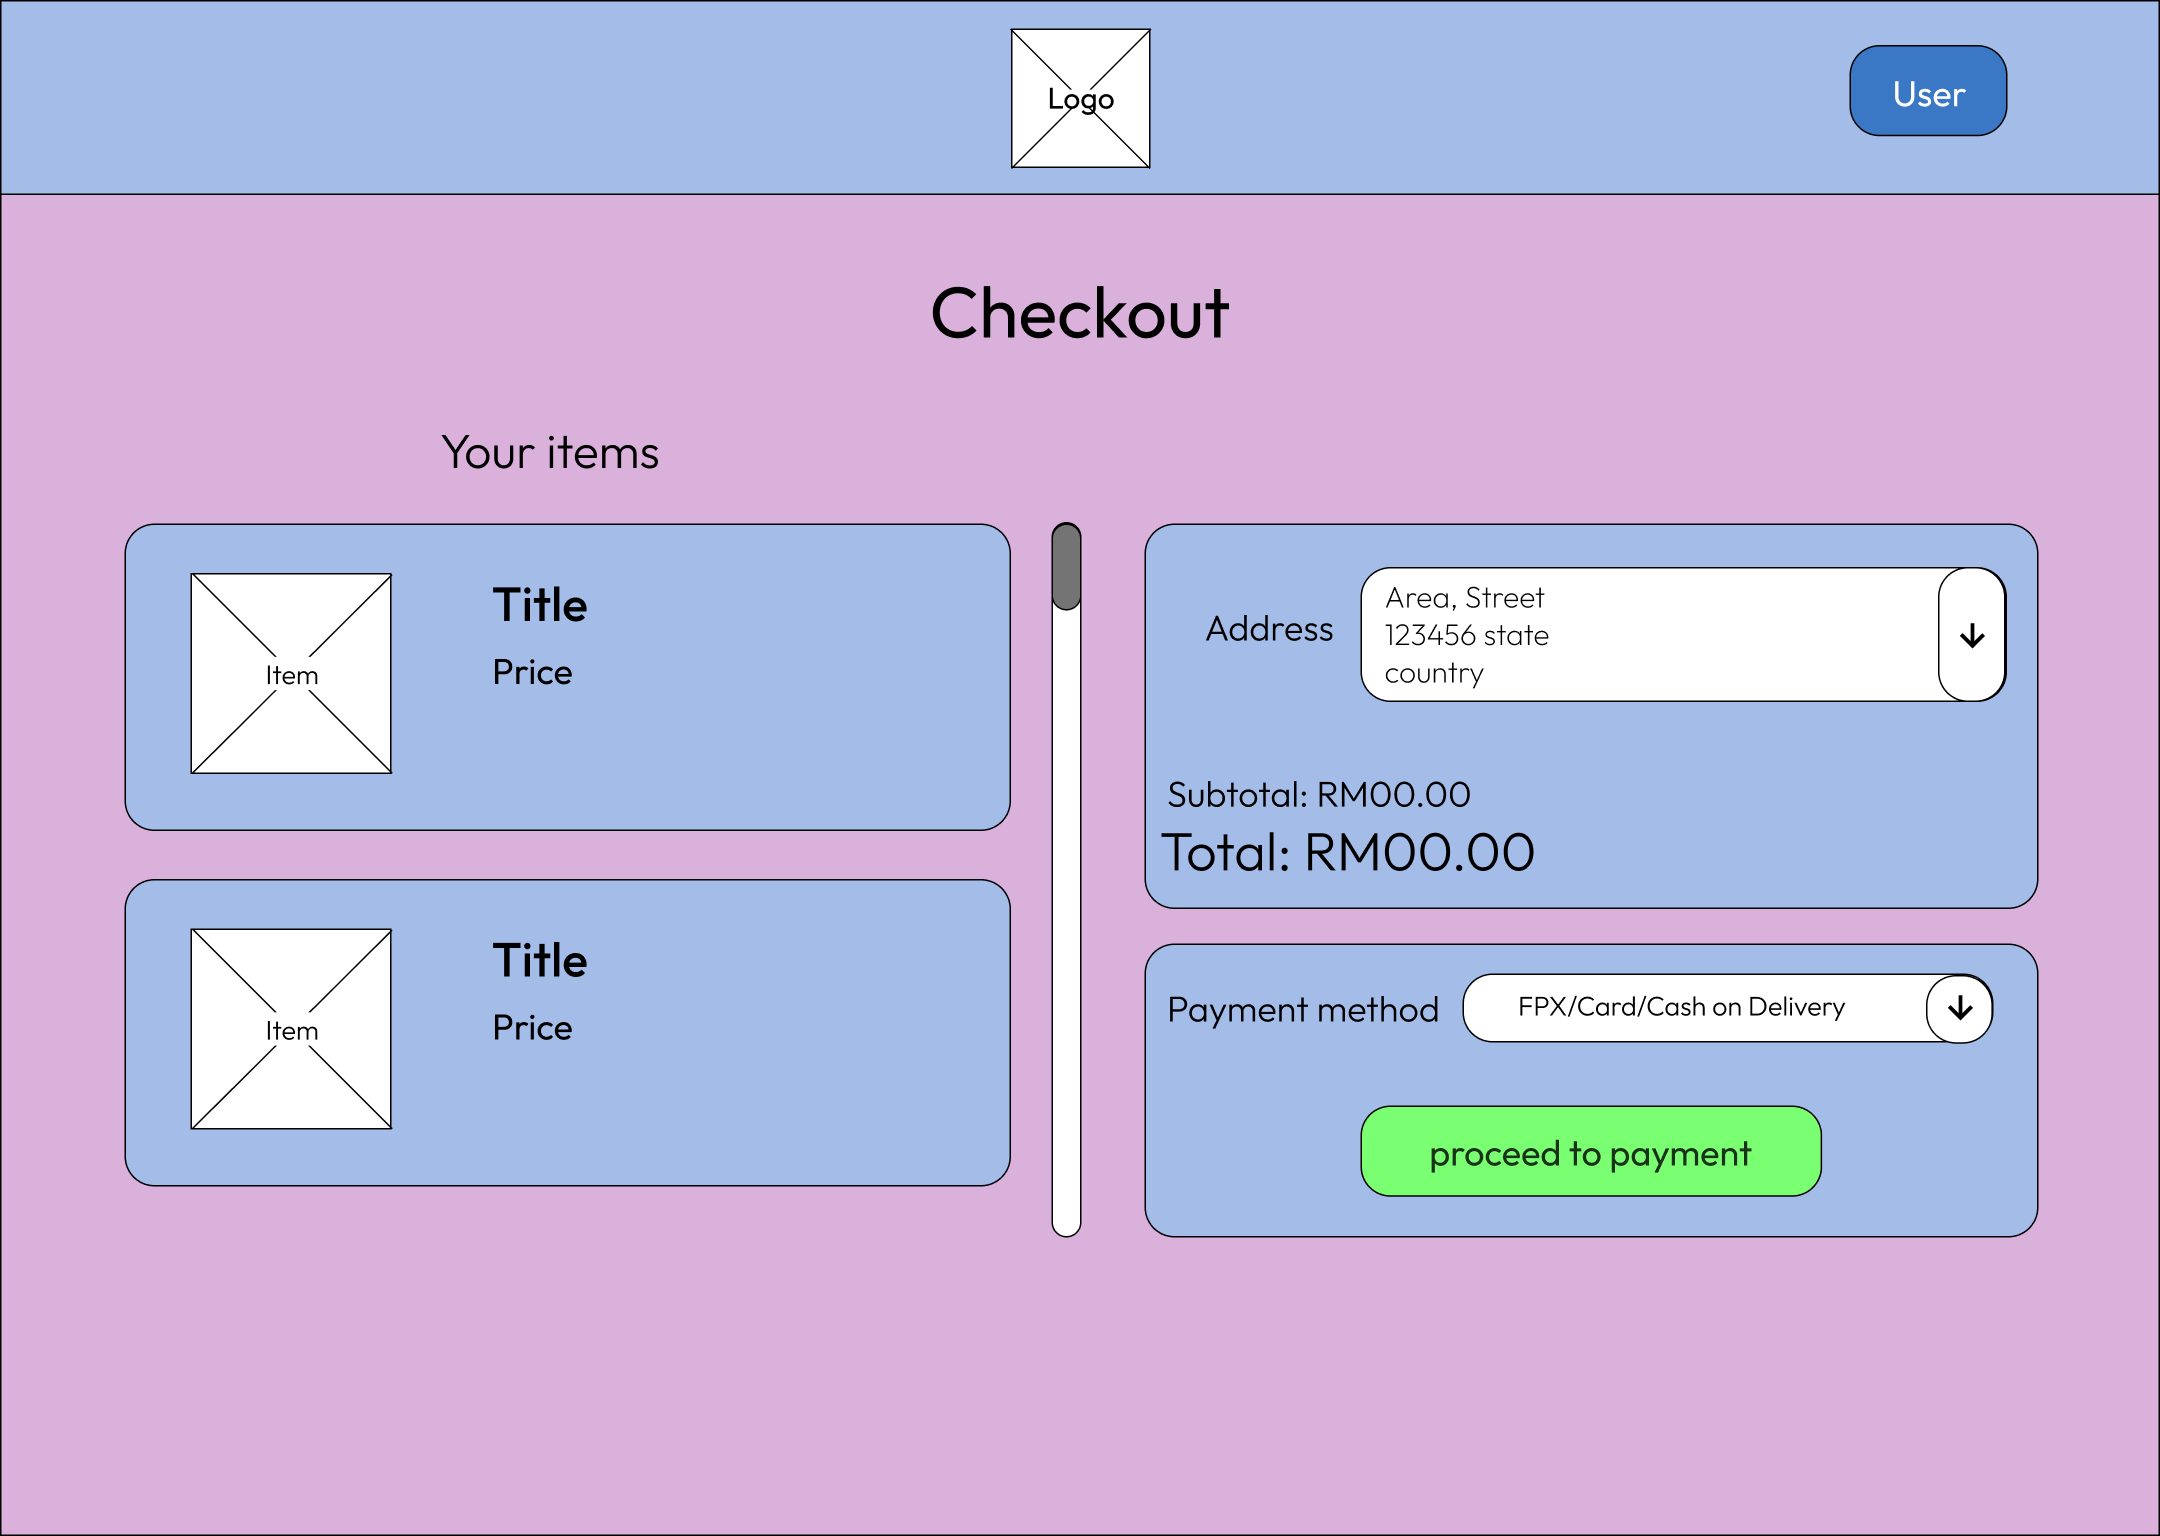 Logo
User
Checkout
Your items
Item
Title
Price
Item
Title
Price
Address
Area, Street
123456 state
country
Subtotal: RM00.00
Total: RM00.00
Payment method
FPX/Card/Cash on Delivery
proceed to payment